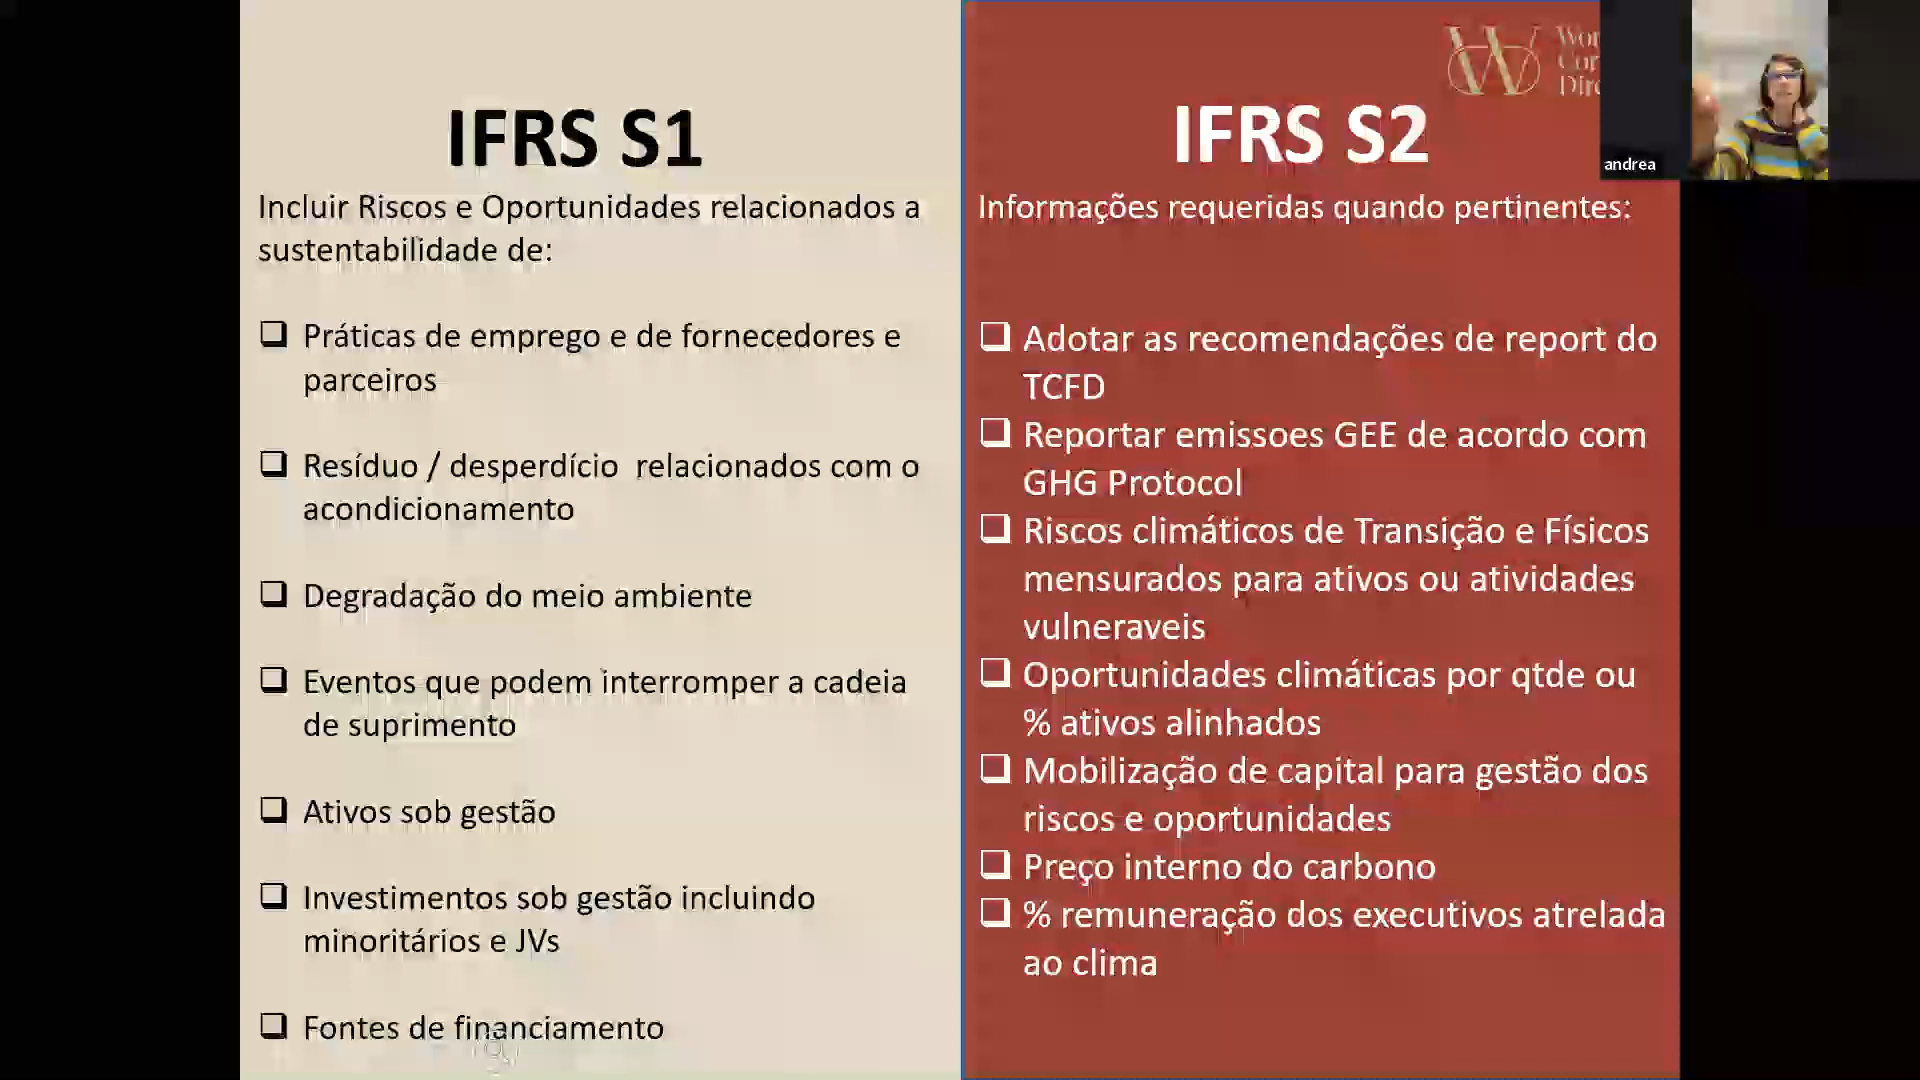 IFRS S1
Incluir Riscos e Oportunidades relacionados a
sustentabilidade de:
Práticas de emprego e de fornecedores e
parceiros
Resíduo / desperdício relacionados com o
acondicionamento
Degradação do meio ambiente
Eventos que podem interromper a cadeia
de suprimento
Ativos sob gestão
Investimentos sob gestão incluindo
minoritários e JVs
Fontes de financiamento
IFRS S2
Informações requeridas quando pertinentes:
Adotar as recomendações de report do
TCFD
Reportar emissoes GEE de acordo com
GHG Protocol
Riscos climáticos de Transição e Físicos
mensurados para ativos ou atividades
vulneraveis
Oportunidades climáticas por qtde ou
% ativos alinhados
Mobilização de capital para gestão dos
riscos e oportunidades
Preço interno do carbono
% remuneração dos executivos atrelada
ao clima
andrea